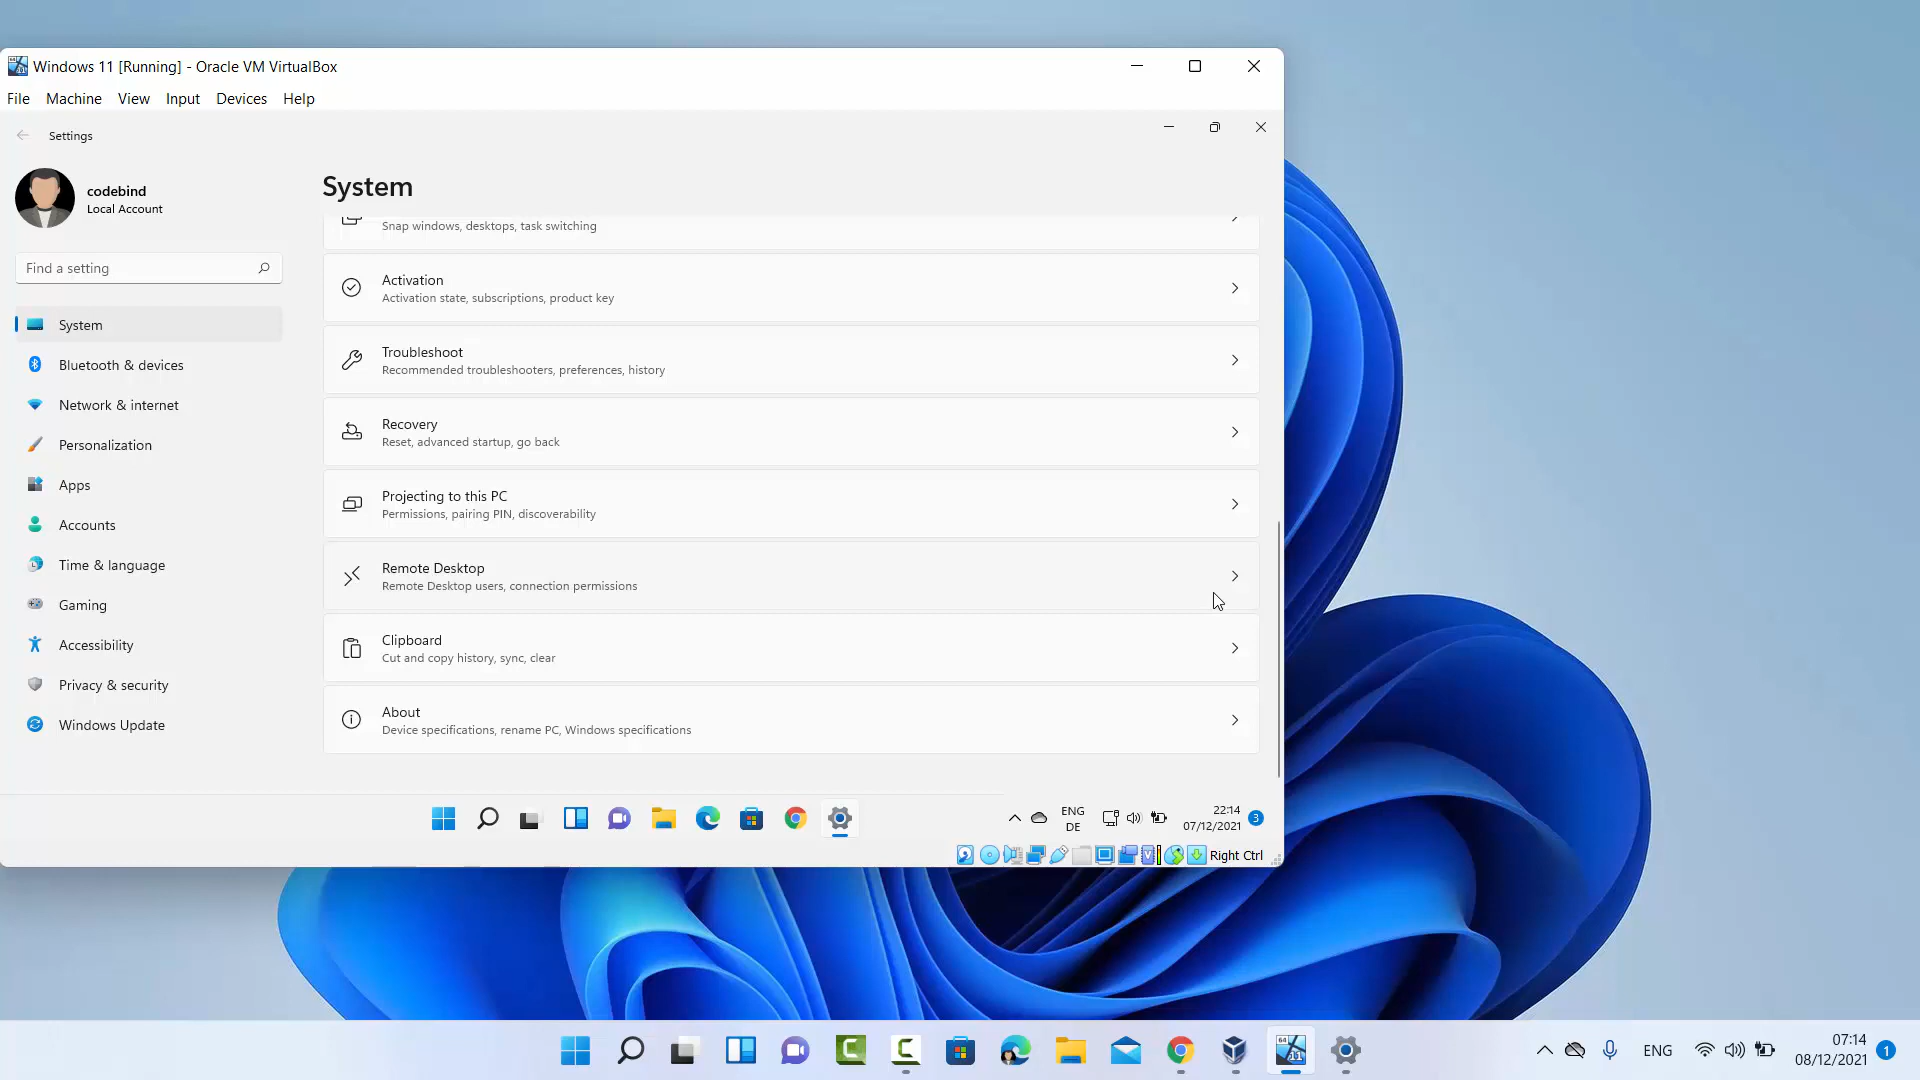 Windows 11 [Running] - Oracle VM VirtualBox
File Machine View Input Devices Help
Settings
codebind
Local Account
Find a setting
System
Bluetooth & devices
Network & internet
Personalization
Apps
Accounts
Time & language
Gaming
Accessibility
Privacy & security
Windows Update
System
Snap windows, desktops, task switching
Activation
Activation state, subscriptions, product key
Troubleshoot
Recommended troubleshooters, preferences, history
Recovery
Reset, advanced startup, go back
Projecting to this PC
Permissions, pairing PIN, discoverability
Remote Desktop
Remote Desktop users, connection permissions
Clipboard
Cut and copy history, sync, clear
About
Device specifications, rename PC, Windows specifications
ENG
DE
22:14
07/12/2021
3
Right Ctrl
64
11
ENG
07:14
08/12/2021
1